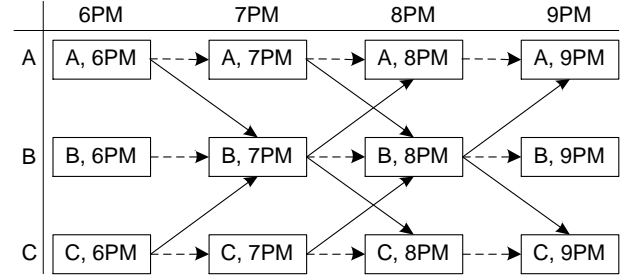 6PM 7PM 8PM 9PM
A A, 6PM A, 7PM A, 8PM A, 9PM
B B, 6PM B, 7PM B, 8PM B, 9PM
C C, 6PM C, 7PM C, 8PM C, 9PM